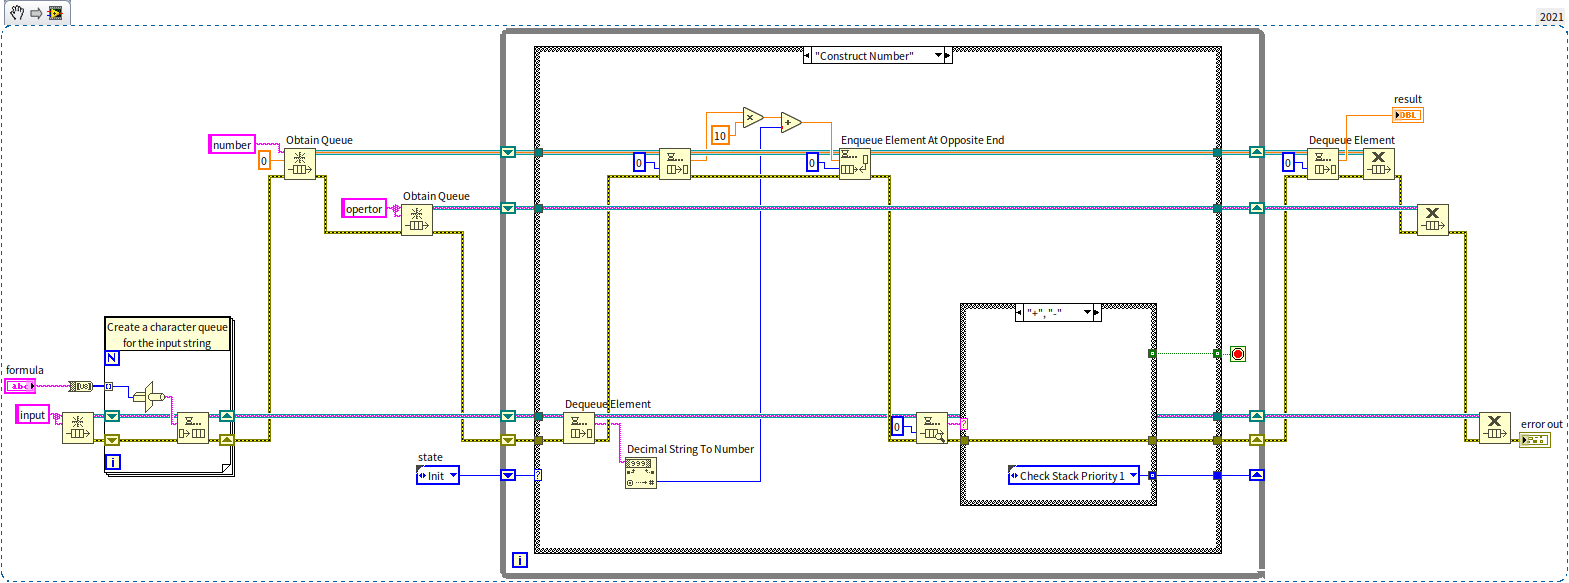 2021
"Construct Number"
result
DBL
10
number
Obtain Queue
Enqueue Element At Opposite End
Dequeue Element
0
0
0
0
Obtain Queue
opertor
"+", "-"
Create a character queue
for the input string
N
formula
abc
U8
input
Dequeue Element
0
error out
Decimal String To Number
state
Init
i
Check Stack Priority 1
i